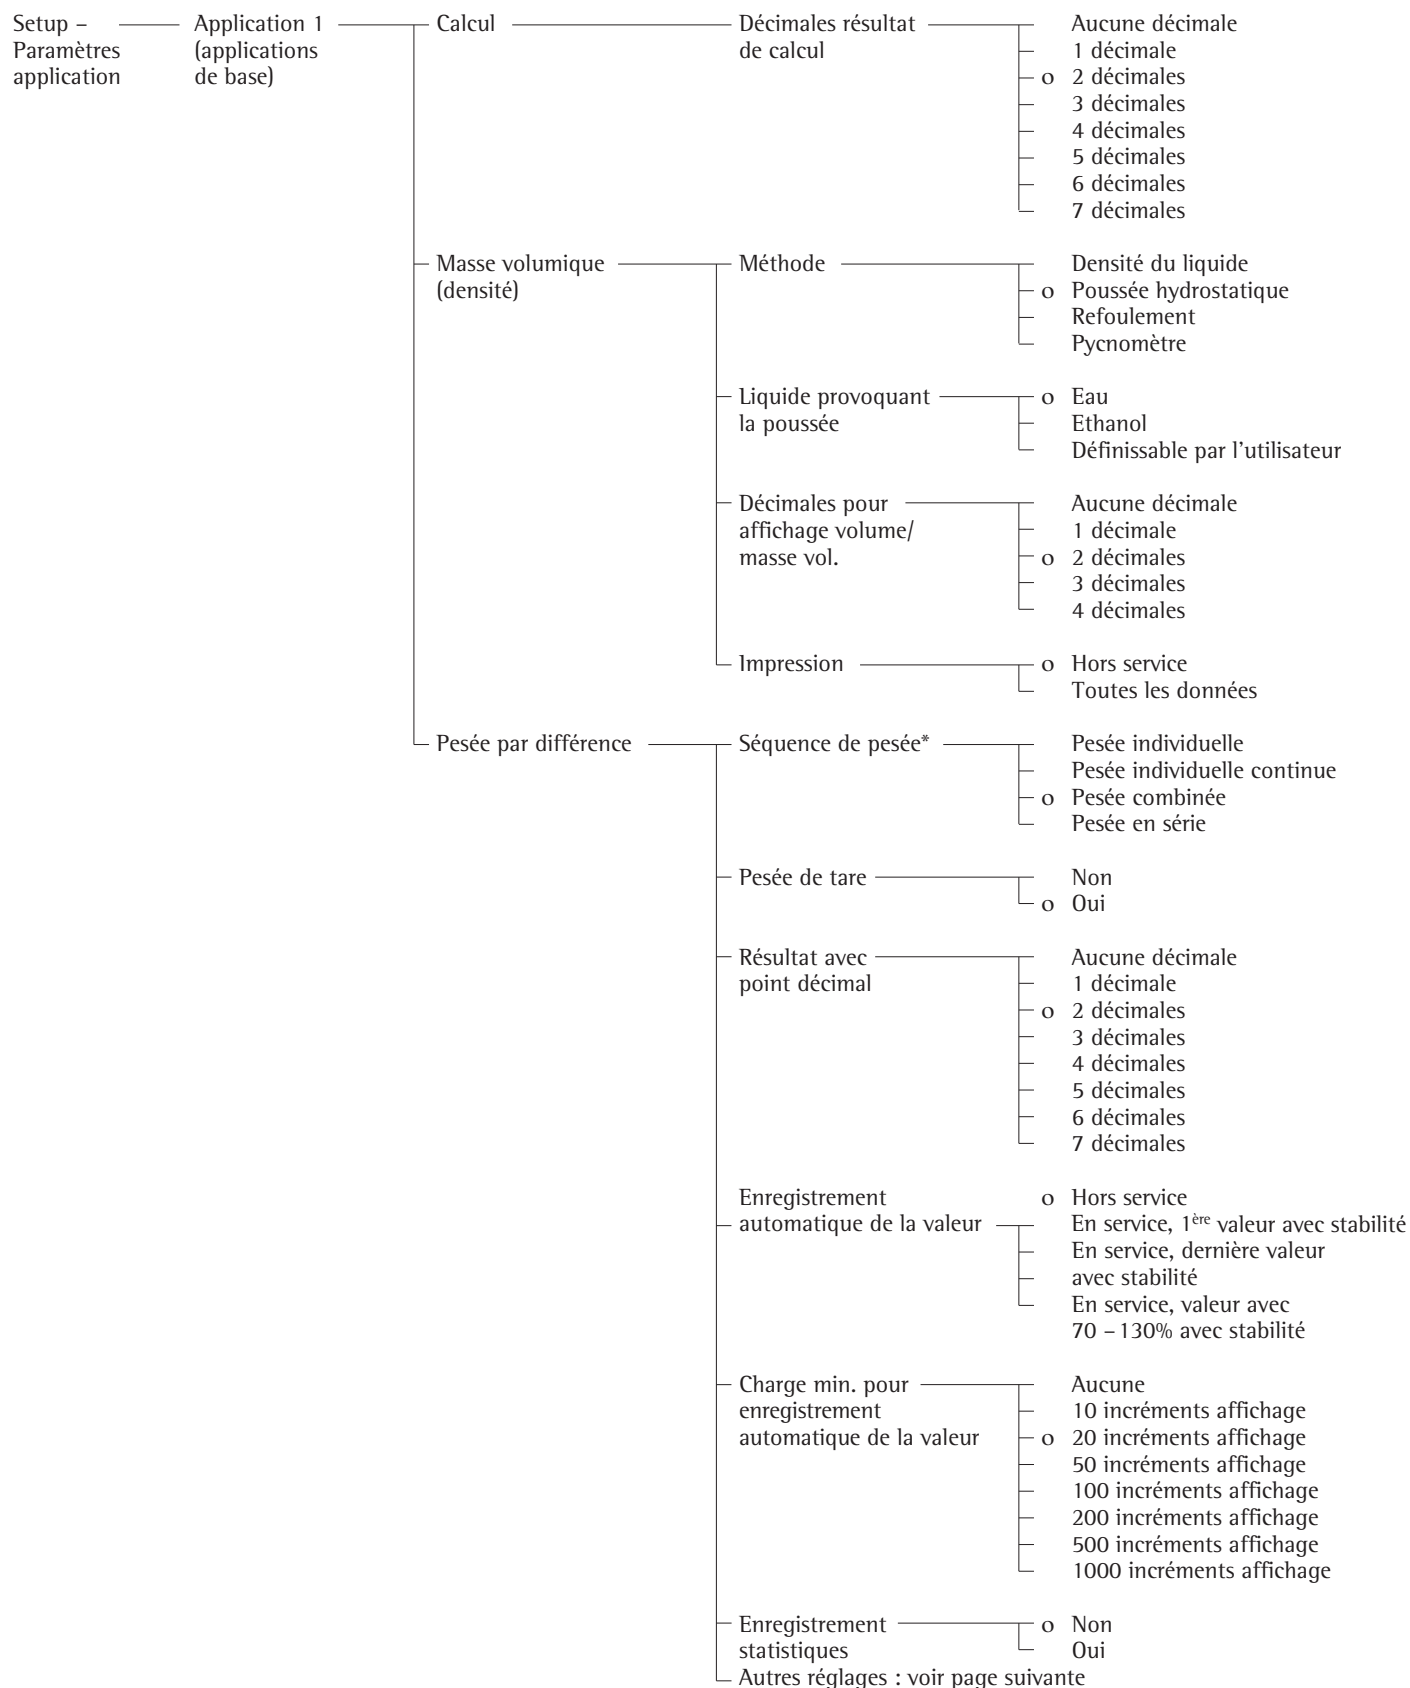 Setup –
Paramètres
application
Application 1
(applications
de base)
Calcul
Décimales résultat
de calcul
Aucune décimale
1 décimale
o 2 décimales
3 décimales
4 décimales
5 décimales
6 décimales
7 décimales
Masse volumique
(densité)
Méthode
Densité du liquide
o Poussée hydrostatique
Refoulement
Pycnomètre
Liquide provoquant
la poussée
o Eau
Ethanol
Définissable par l'utilisateur
Décimales pour
affichage volume/
masse vol.
Aucune décimale
1 décimale
o 2 décimales
3 décimales
4 décimales
Impression
o Hors service
Toutes les données
Pesée par différence
Séquence de pesée*
Pesée individuelle
Pesée individuelle continue
o Pesée combinée
Pesée en série
Pesée de tare
Non
o Oui
Résultat avec
point décimal
Aucune décimale
1 décimale
o 2 décimales
3 décimales
4 décimales
5 décimales
6 décimales
7 décimales
Enregistrement
automatique de la valeur
o Hors service
En service, 1ère valeur avec stabilité
En service, dernière valeur
avec stabilité
En service, valeur avec
70 – 130% avec stabilité
Charge min. pour
enregistrement
automatique de la valeur
Aucune
10 incréments affichage
o 20 incréments affichage
50 incréments affichage
100 incréments affichage
200 incréments affichage
500 incréments affichage
1000 incréments affichage
Enregistrement
statistiques
o Non
Oui
Autres réglages : voir page suivante